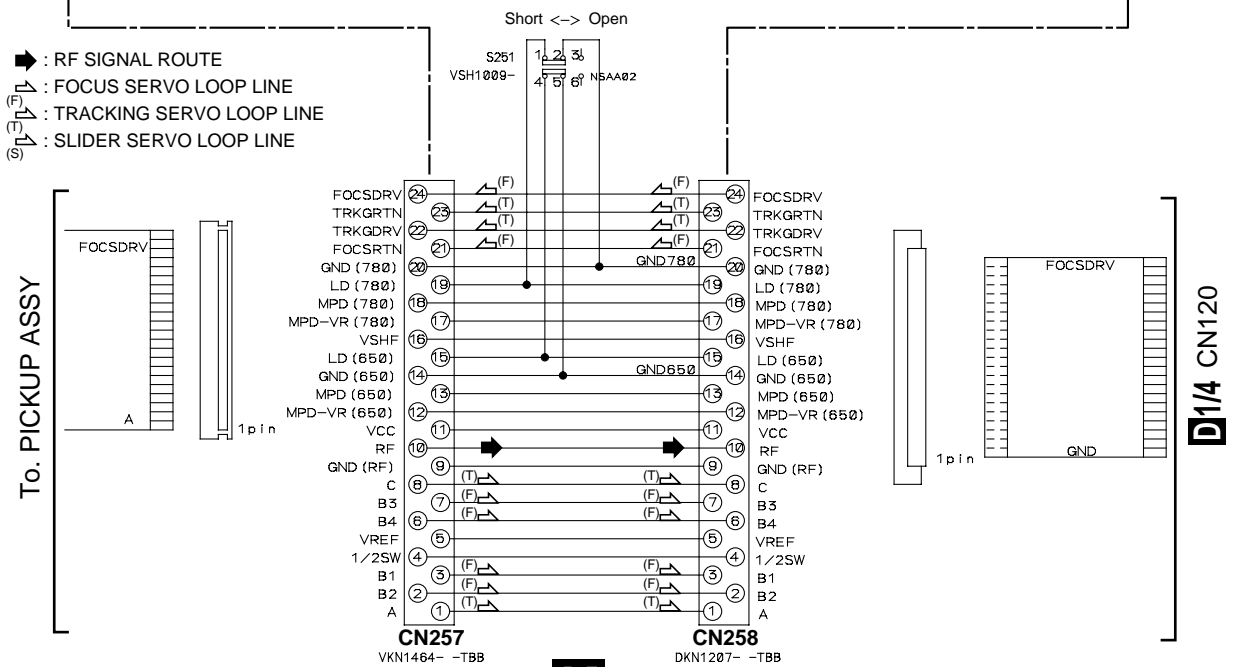 Short <-> Open
S251
1 2 3
VSH1009-
4 5 6
NSAA02
: RF SIGNAL ROUTE
(F) : FOCUS SERVO LOOP LINE
(T) : TRACKING SERVO LOOP LINE
(S) : SLIDER SERVO LOOP LINE
To. PICKUP ASSY
FOCSDRV
A
1pin
FOCSDRV 24 (F) (F) 24 FOCSDRV
TRKGRTN 23 (T) (T) 23 TRKGRTN
TRKGDRV 22 (T) (T) 22 TRKGDRV
FOCSRTN 21 (F) (F) 21 FOCSRTN
GND (780) 20 GND780 20 GND (780)
LD (780) 19 19 LD (780)
MPD (780) 18 18 MPD (780)
MPD-VR (780) 17 17 MPD-VR (780)
VSHF 16 16 VSHF
LD (650) 15 15 LD (650)
GND (650) 14 GND650 14 GND (650)
MPD (650) 13 13 MPD (650)
MPD-VR (650) 12 12 MPD-VR (650)
VCC 11 11 VCC
RF 10 10 RF
GND (RF) 9 9 GND (RF)
C 8 (T) (T) 8 C
B3 7 (F) (F) 7 B3
B4 6 (F) (F) 6 B4
VREF 5 5 VREF
1/2SW 4 4 1/2SW
B1 3 (F) (F) 3 B1
B2 2 (F) (F) 2 B2
A 1 (T) (T) 1 A
CN257
VKN1464- -TBB
CN258
DKN1207- -TBB
1pin
FOCSDRV
GND
D1/4 CN120